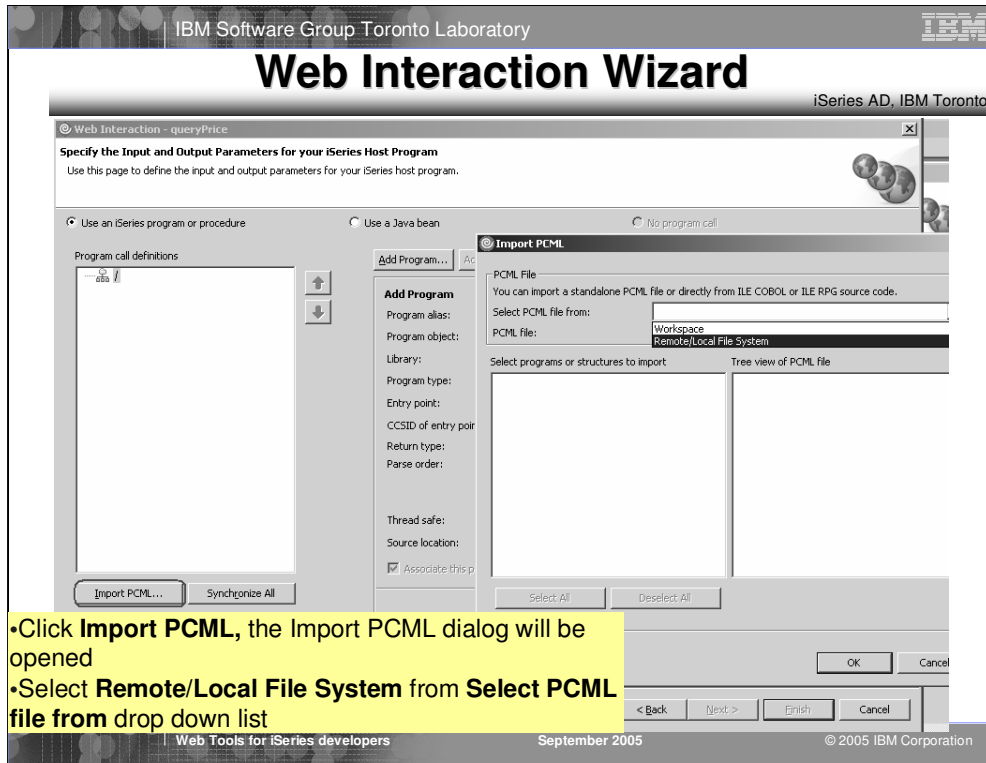 IBM Software Group Toronto Laboratory
IBM
Web Interaction Wizard
iSeries AD, IBM Toronto
Web Interaction - queryPrice
Specify the Input and Output Parameters for your iSeries Host Program
Use this page to define the input and output parameters for your iSeries host program.
Use an iSeries program or procedure
Use a Java bean
No program call
Program call definitions
/
Import PCML...
Synchronize All
Add Program...
Ac
Add Program
Program alias:
Program object:
Library:
Program type:
Entry point:
CCSID of entry poir
Return type:
Parse order:
Thread safe:
Source location:
Associate this p
Import PCML
PCML File
You can import a standalone PCML file or directly from ILE COBOL or ILE RPG source code.
Select PCML file from:
Workspace
Remote/Local File System
PCML file:
Select programs or structures to import
Tree view of PCML file
Select All
Deselect All
OK
Cancel
< Back
Next >
Finish
Cancel
•Click Import PCML, the Import PCML dialog will be
opened
•Select Remote/Local File System from Select PCML
file from drop down list
Web Tools for iSeries developers
September 2005
© 2005 IBM Corporation